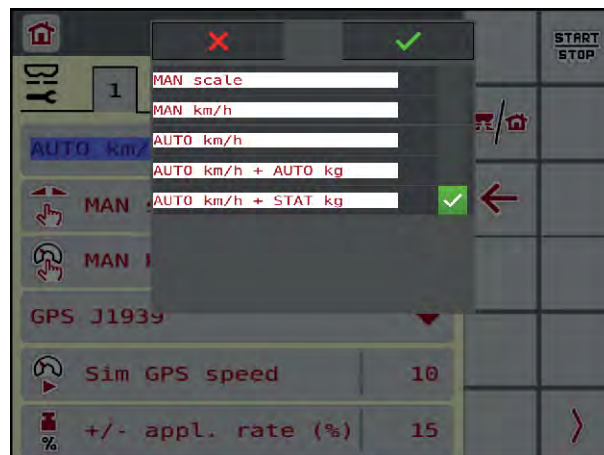 START
STOP
1
MAN scale
MAN km/h
AUTO km/h
AUTO km/h + AUTO kg
AUTO km/h + STAT kg
AUTO km/
MAN
MAN
GPS J1939
Sim GPS speed 10
+/- appl. rate (%) 15
%